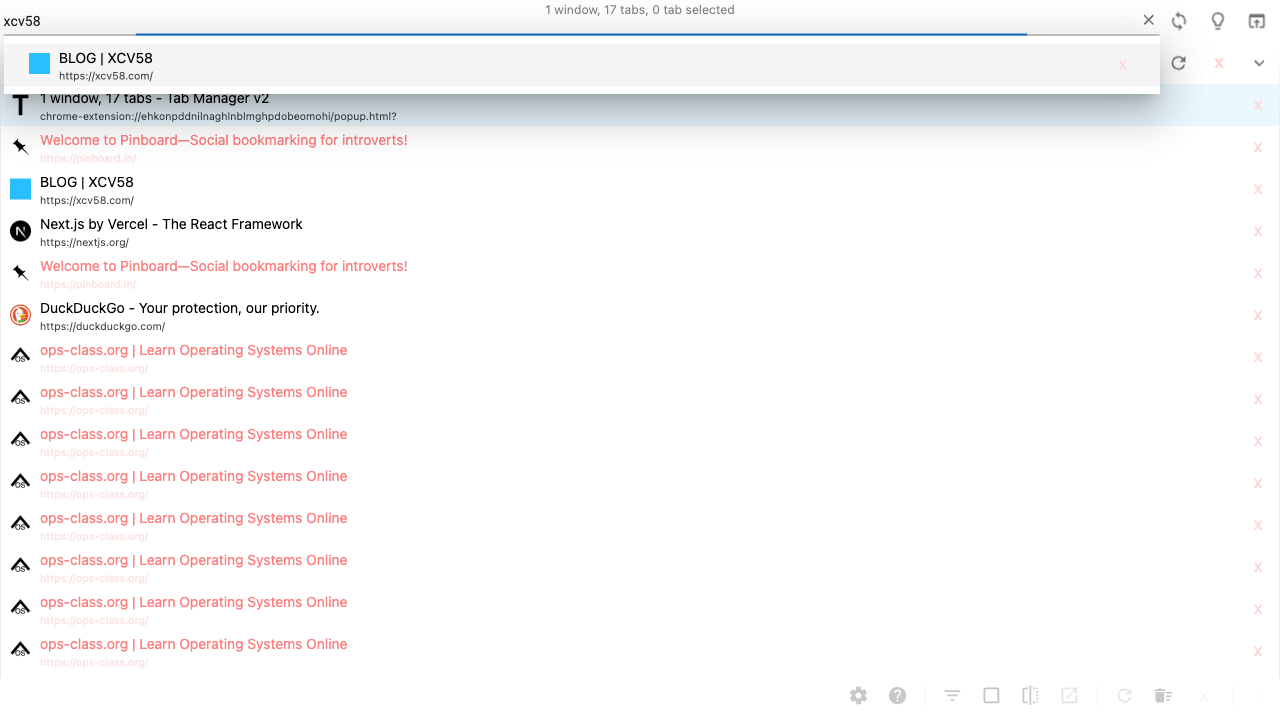 1 window, 17 tabs, 0 tab selected
xcv58
BLOG | XCV58
https://xcv58.com/
X
X
1 window, 17 tabs - Tab Manager v2
chrome-extension://ehkonpddnilnaghlnblmghpdobeomohi/popup.html?
X
Welcome to Pinboard—Social bookmarking for introverts!
https://pinboard.in/
X
BLOG | XCV58
https://xcv58.com/
X
Next.js by Vercel - The React Framework
https://nextjs.org/
X
Welcome to Pinboard—Social bookmarking for introverts!
https://pinboard.in/
X
DuckDuckGo - Your protection, our priority.
https://duckduckgo.com/
X
ops-class.org | Learn Operating Systems Online
https://ops-class.org/
X
ops-class.org | Learn Operating Systems Online
https://ops-class.org/
X
ops-class.org | Learn Operating Systems Online
https://ops-class.org/
X
ops-class.org | Learn Operating Systems Online
https://ops-class.org/
X
ops-class.org | Learn Operating Systems Online
https://ops-class.org/
X
ops-class.org | Learn Operating Systems Online
https://ops-class.org/
X
ops-class.org | Learn Operating Systems Online
https://ops-class.org/
X
ops-class.org | Learn Operating Systems Online
https://ops-class.org/
X
X